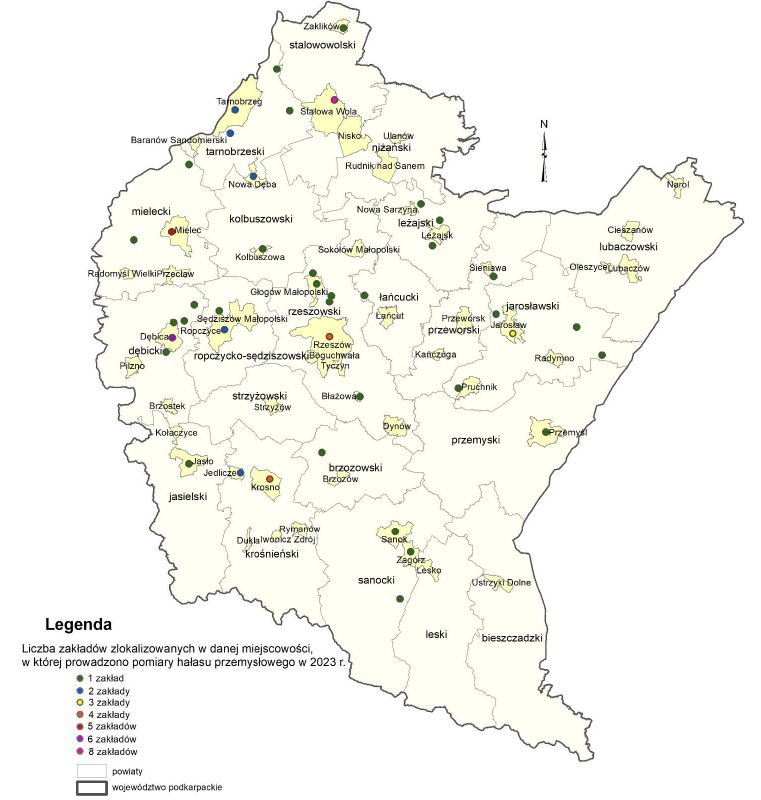 Zaklików
stalowowolski
N
Tarnobrzeg
Stalowa Wola
Baranów Sandomierski
tarnobrzeski
Nisko
Ulanów
niżański
Rudnik nad Sanem
Nowa Dęba
Narol
mielecki
kolbuszowski
Nowa Sarzyna
leżajski
Leżajsk
Cieszanów
lubaczowski
Mielec
Kolbuszowa
Sokołów Małopolski
Radomyśl Wielki
Przecław
Sieniawa
Oleszyce
Lubaczów
Głogów Małopolski
łańcucki
jarosławski
rzeszowski
Łańcut
Przeworsk
przeworski
Jarosław
Sędziszów Małopolski
Ropczyce
Dębica
dębicki
ropczycko-sędziszowski
Rzeszów
Boguchwała
Tyczyn
Kańczuga
Radymno
Pilzno
Pruchnik
strzyżowski
Strzyżów
Błażowa
Brzostek
Dynów
Kołaczyce
przemyski
Przemyśl
Jasło
Jedlicze
brzozowski
Brzozów
jasielski
Krosno
Rymanów
Dukla
Iwonicz Zdrój
krośnieński
Sanok
Zagórz
Lesko
sanocki
Ustrzyki Dolne
leski
bieszczadzki
Legenda
Liczba zakładów zlokalizowanych w danej miejscowości,
w której prowadzono pomiary hałasu przemysłowego w 2023 r.
1 zakład
2 zakłady
3 zakłady
4 zakłady
5 zakładów
6 zakładów
8 zakładów
powiaty
województwo podkarpackie